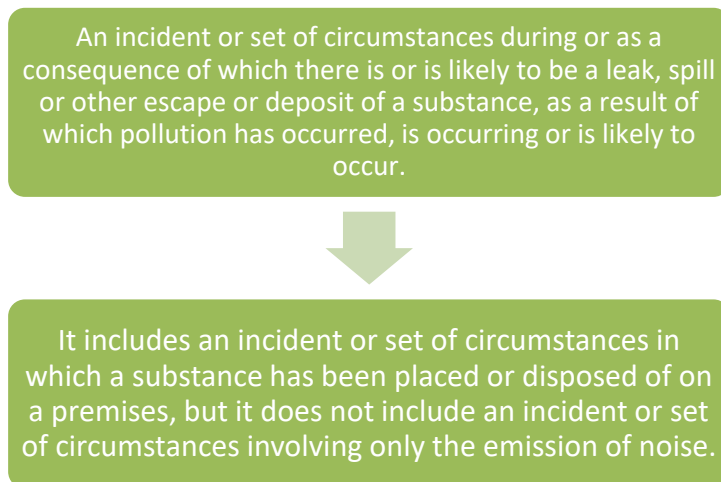 An incident or set of circumstances during or as a
consequence of which there is or is likely to be a leak, spill
or other escape or deposit of a substance, as a result of
which pollution has occurred, is occurring or is likely to
occur.
It includes an incident or set of circumstances in
which a substance has been placed or disposed of on
a premises, but it does not include an incident or set
of circumstances involving only the emission of noise.